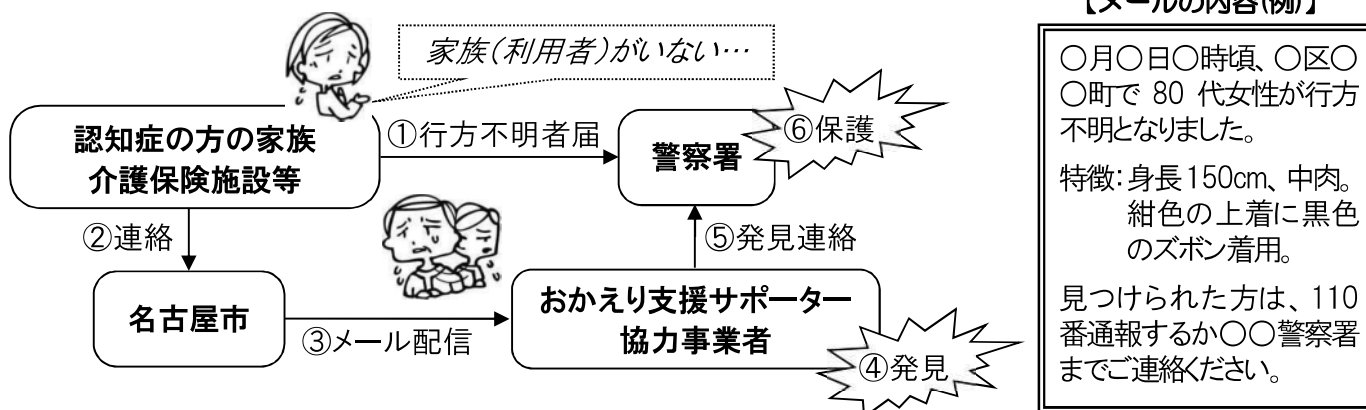 家族(利用者)がいない…
認知症の方の家族
介護保険施設等
①行方不明者届
警察署
⑥保護
②連絡
⑤発見連絡
名古屋市
③メール配信
おかえり支援サポーター
協力事業者
④発見
【メールの内容(例)】
〇月〇日〇時頃、〇区〇
〇町で 80 代女性が行方
不明となりました。
特徴:身長150cm、中肉。
紺色の上着に黒色
のズボン着用。
見つけられた方は、110
番通報するか〇〇警察署
までご連絡ください。